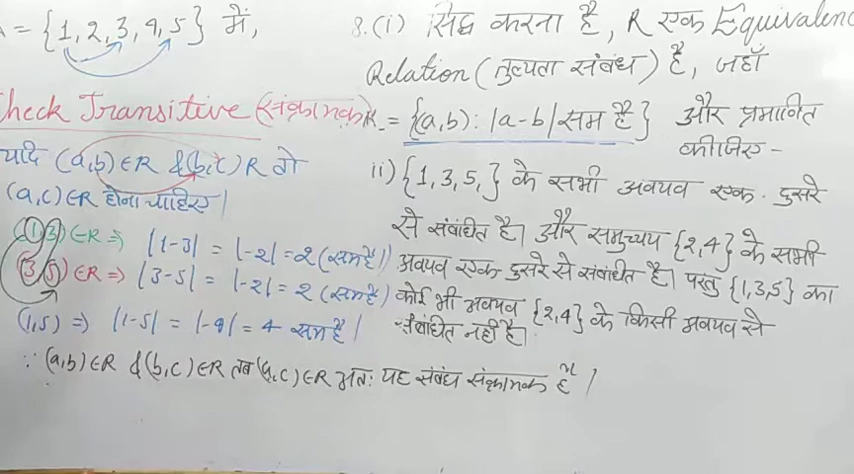 = {1,2,3,4,5} में,
Check Transitive (संक्रामक)
यदि (a,b)∈R &(b,c) R तो
(a,c)∈R होना चाहिए|
(1,3)∈R ⇒ |1-3| = |-2| = 2 (सम है|)
(3,5)∈R ⇒ |3-5| = |-2| = 2 (सम है)
(1,5) ⇒ |1-5| = |-4| = 4 सम है|
∵ (a,b)∈R &(b,c)∈R तब (a,c)∈R अतः यह संबंध संक्रामक है|
8.(i) सिद्ध करना है, R एक Equivalenc
Relation (तुल्यता संबंध) है, जहाँ
R = {(a,b) : |a-b| सम है} और प्रमाणित
कीजिए-
ii) {1,3,5,} के सभी अवयव एक-दुसरे
से संबंधित है| और समुच्चय {2,4} के सभी
अवयव एक दुसरे से संबंधित है| परंतु {1,3,5} का
कोई भी अवयव {2,4} के किसी अवयव से
संबंधित नहीं है|